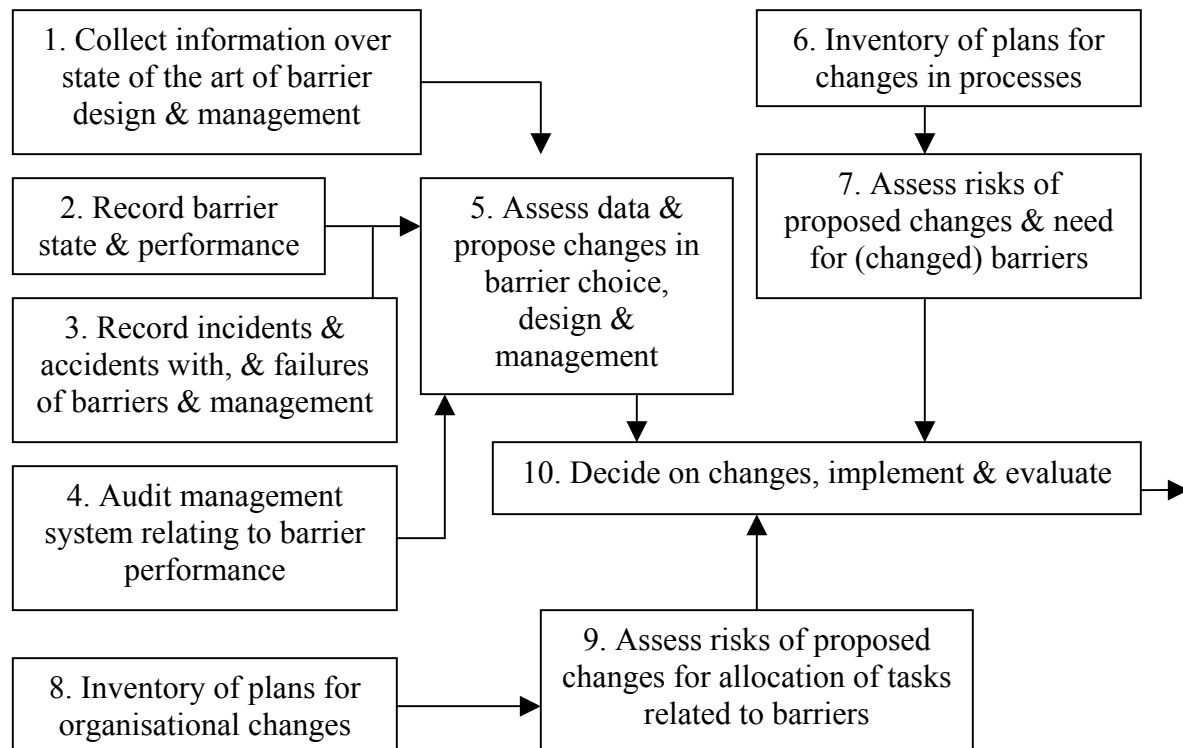 1. Collect information over
state of the art of barrier
design & management
2. Record barrier
state & performance
3. Record incidents &
accidents with, & failures
of barriers & management
4. Audit management
system relating to barrier
performance
5. Assess data &
propose changes in
barrier choice,
design &
management
6. Inventory of plans for
changes in processes
7. Assess risks of
proposed changes & need
for (changed) barriers
8. Inventory of plans for
organisational changes
9. Assess risks of proposed
changes for allocation of tasks
related to barriers
10. Decide on changes, implement & evaluate